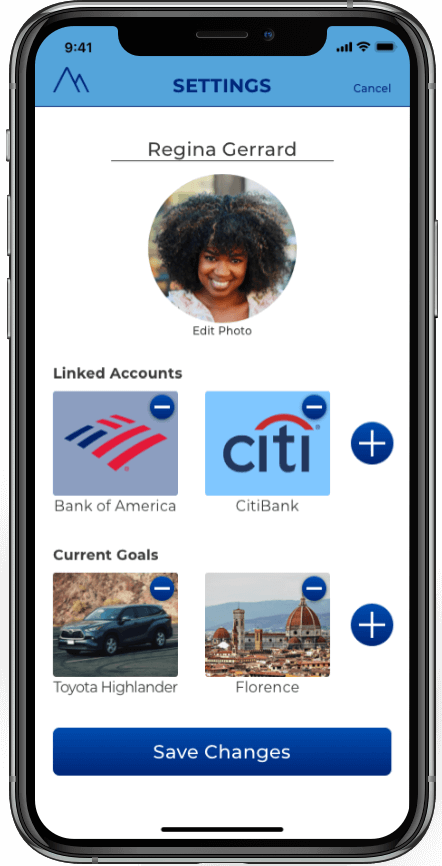 9:41
SETTINGS
Cancel
Regina Gerrard
Edit Photo
Linked Accounts
citi
Bank of America
CitiBank
Current Goals
Toyota Highlander
Florence
Save Changes